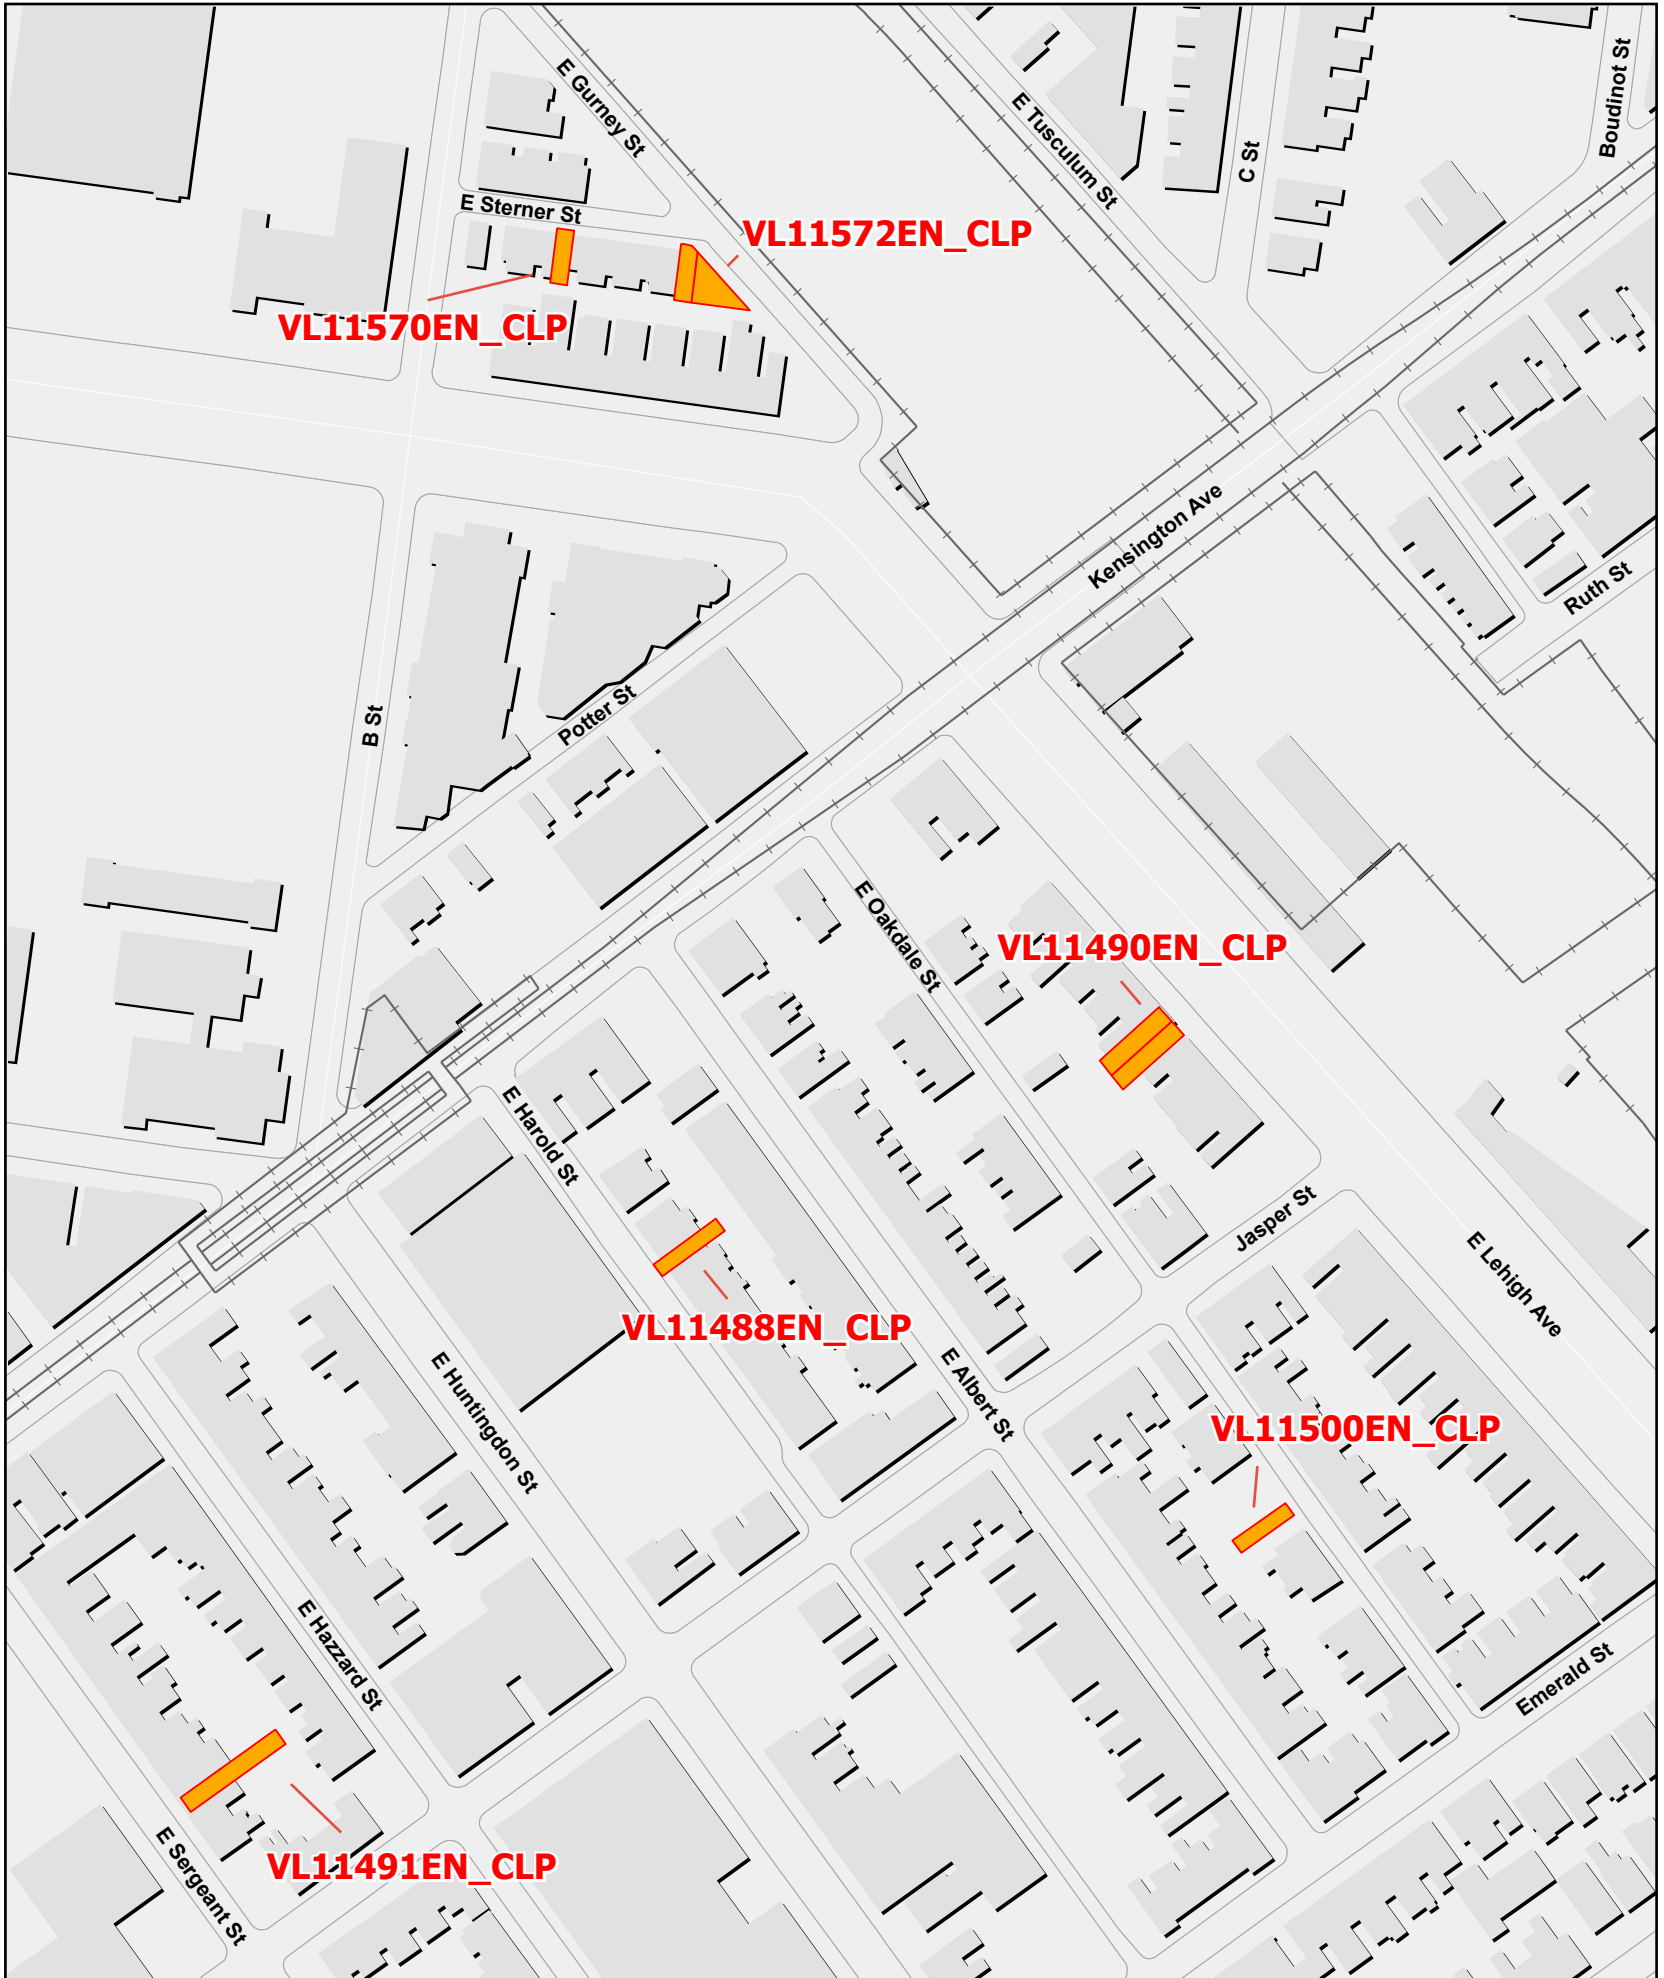 Boudinot St
E Gurney St
E Tusculum St
C St
E Sterner St
VL11572EN_CLP
VL11570EN_CLP
Kensington Ave
Ruth St
Potter St
B St
E Oakdale St
VL11490EN_CLP
E Harold St
Jasper St
E Lehigh Ave
VL11488EN_CLP
E Huntingdon St
E Albert St
VL11500EN_CLP
E Hazzard St
Emerald St
VL11491EN_CLP
E Sergeant St